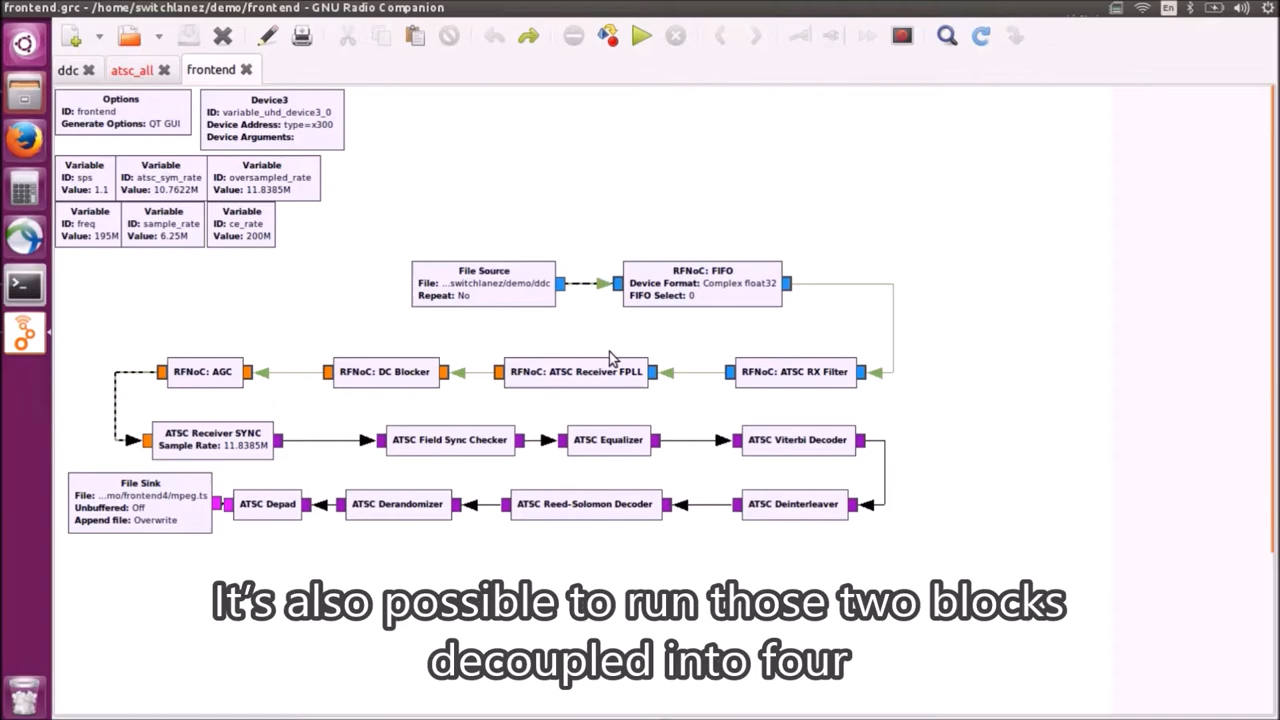 frontend.grc - /home/switchlanez/demo/frontend - GNU Radio Companion
En
ddc
atsc_all
frontend
Options
ID: frontend
Generate Options: QT GUI
Device3
ID: variable_uhd_device3_0
Device Address: type=x300
Device Arguments:
Variable
ID: sps
Value: 1.1
Variable
ID: atsc_sym_rate
Value: 10.7622M
Variable
ID: oversampled_rate
Value: 11.8385M
Variable
ID: freq
Value: 195M
Variable
ID: sample_rate
Value: 6.25M
Variable
ID: ce_rate
Value: 200M
File Source
File: ...switchlanez/demo/ddc
Repeat: No
RFNoC: FIFO
Device Format: Complex float32
FIFO Select: 0
RFNoC: AGC
RFNoC: DC Blocker
RFNoC: ATSC Receiver FPLL
RFNoC: ATSC RX Filter
ATSC Receiver SYNC
Sample Rate: 11.8385M
ATSC Field Sync Checker
ATSC Equalizer
ATSC Viterbi Decoder
File Sink
File: ...mo/frontend4/mpeg.ts
Unbuffered: Off
Append file: Overwrite
ATSC Depad
ATSC Derandomizer
ATSC Reed-Solomon Decoder
ATSC Deinterleaver
It's also possible to run those two blocks
decoupled into four